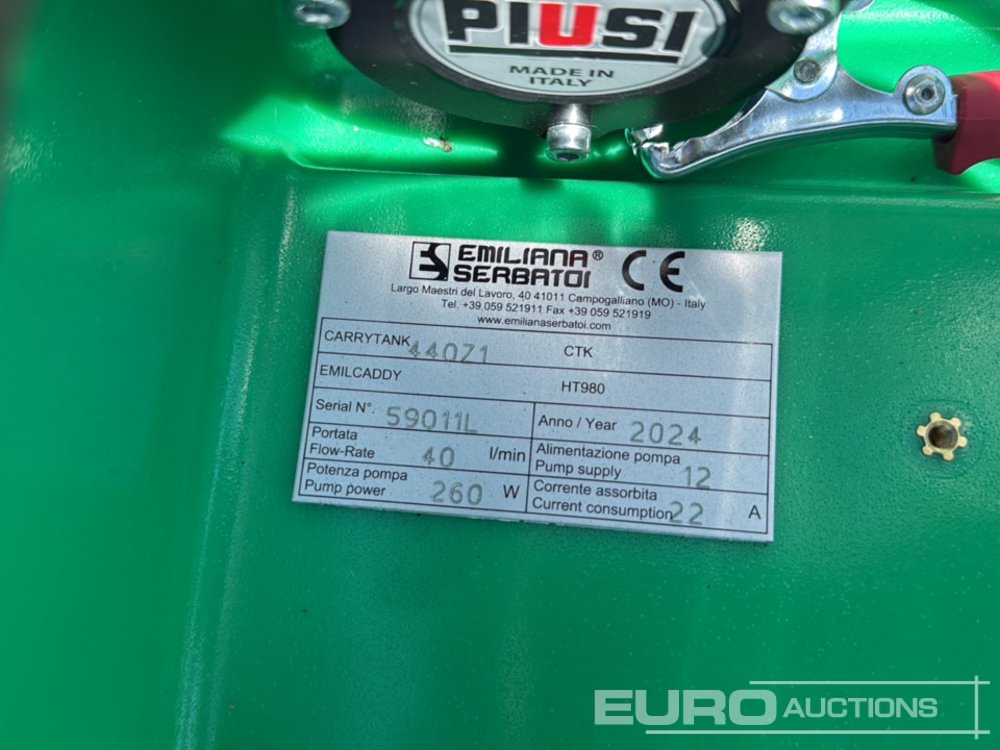 PIUSI
MADE IN
ITALY
EMILIANA®
SERBATOI
CE
Largo Maestri del Lavoro, 40 41011 Campogalliano (MO) - Italy
Tel. +39 059 521911 Fax +39 059 521919
www.emilianaserbatoi.com
CARRYTANK 440Z1 CTK
EMILCADDY HT980
Serial N°. 59011L Anno / Year 2024
Portata
Flow-Rate 40 l/min
Alimentazione pompa
Pump supply 12
Potenza pompa
Pump power 260 W
Corrente assorbita
Current consumption 22 A
EURO AUCTIONS